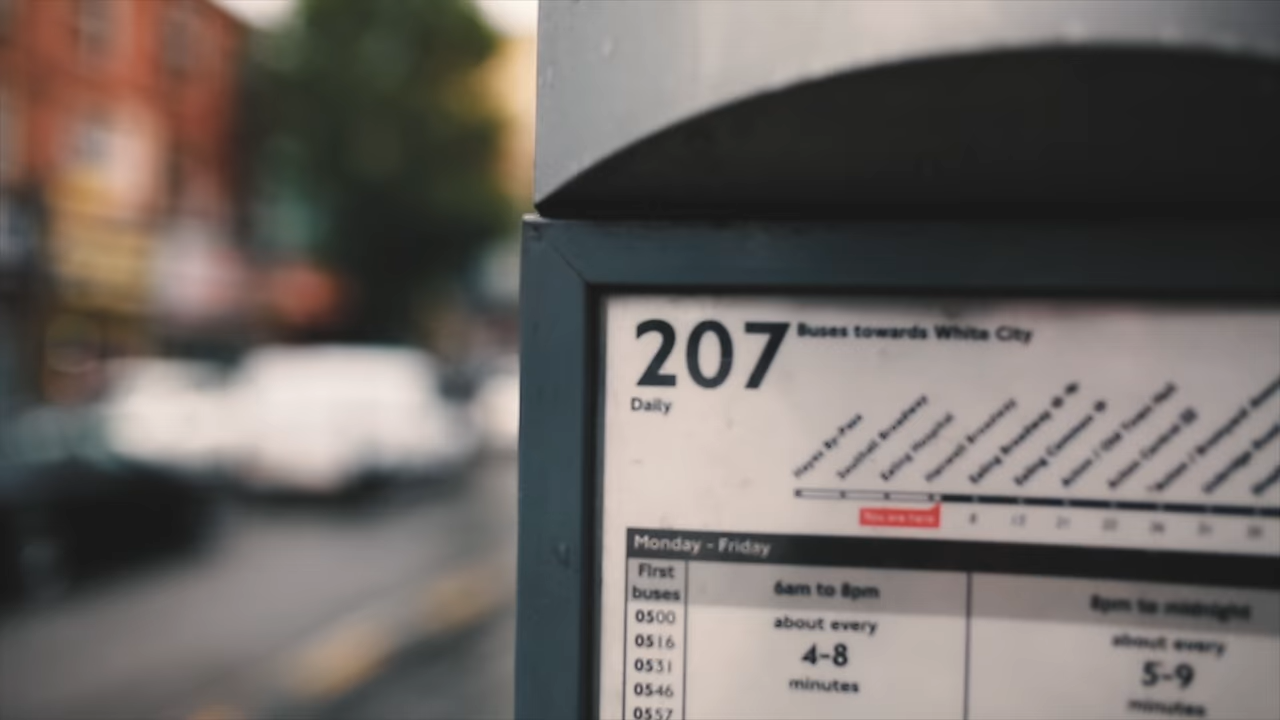 207 Buses towards White City
Daily
Hayes By-Pass
Southall Broadway
Ealing Hospital
Hanwell Broadway
Ealing Broadway
Ealing Common
Acton / Old Town Hall
Acton Central
You are here
Monday - Friday
First buses
6am to 8pm
8pm to midnight
0500
about every
about every
0516
4-8
5-9
0531
minutes
minutes
0546
0557